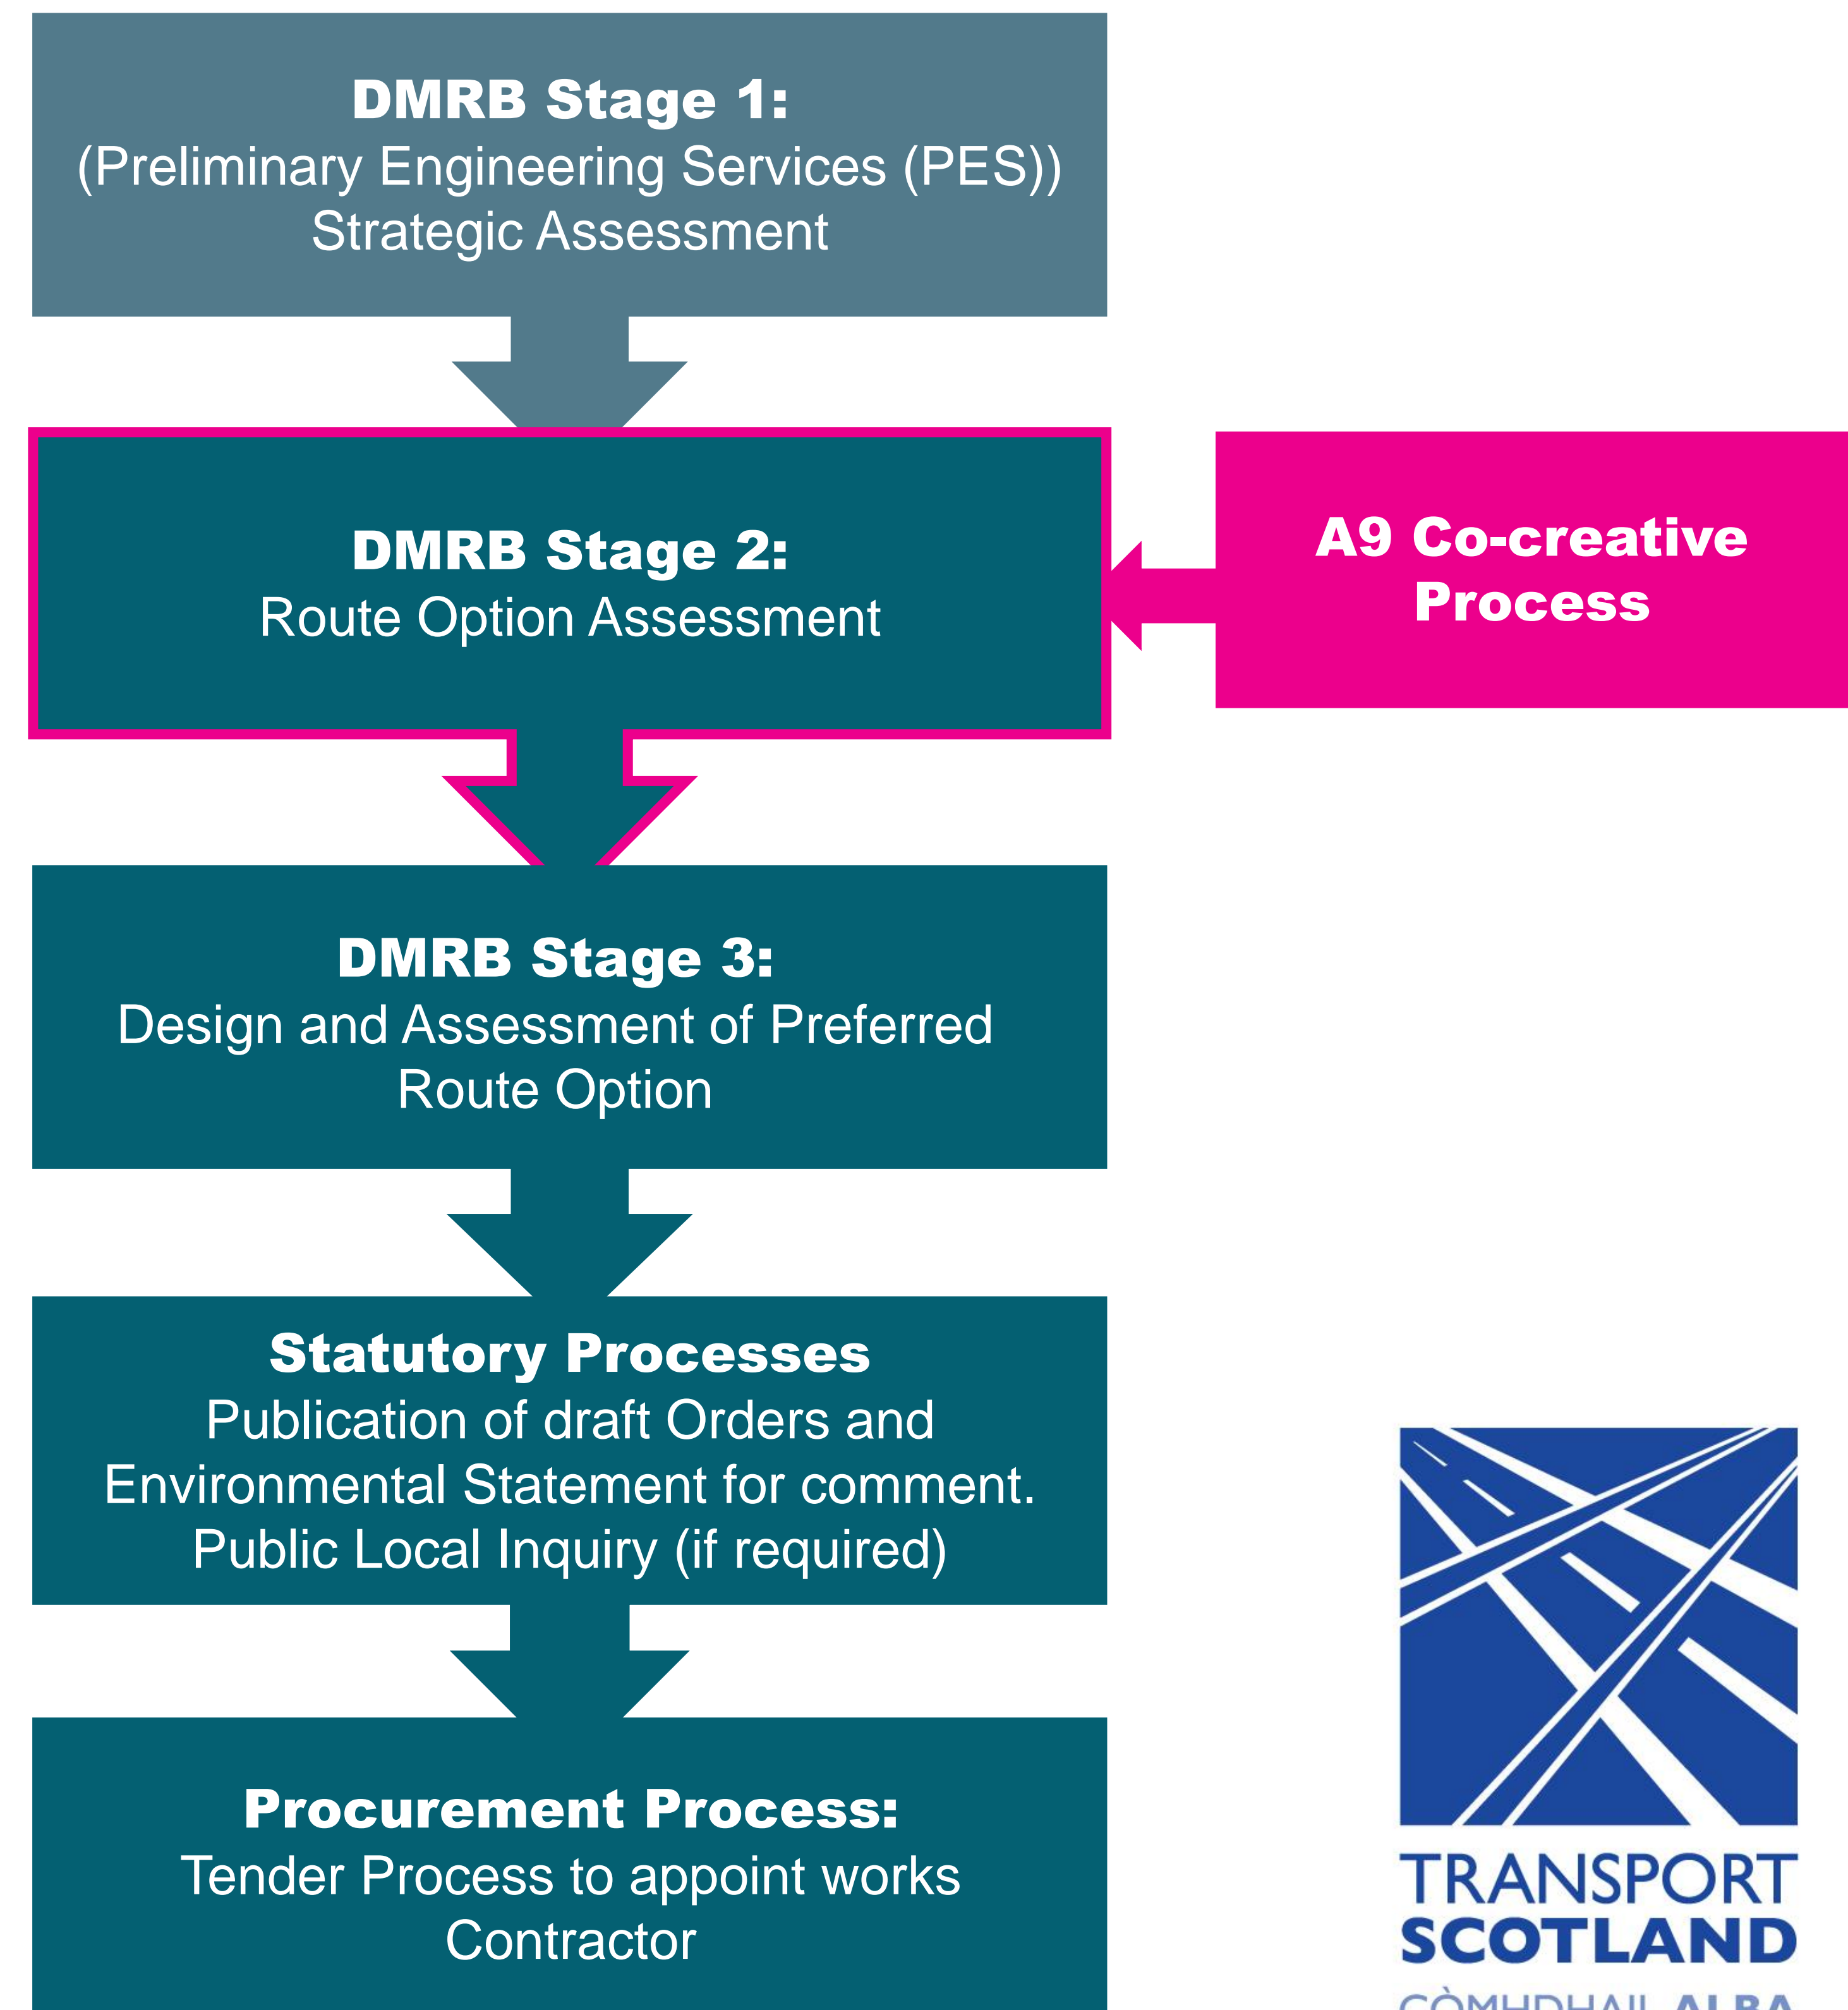 DMRB Stage 1:
(Preliminary Engineering Services (PES))
Strategic Assessment
DMRB Stage 2:
Route Option Assessment
A9 Co-creative
Process
DMRB Stage 3:
Design and Assessment of Preferred
Route Option
Statutory Processes
Publication of draft Orders and
Environmental Statement for comment.
Public Local Inquiry (if required)
Procurement Process:
Tender Process to appoint works
Contractor
TRANSPORT
SCOTLAND
CÒMHDHAIL ALBA